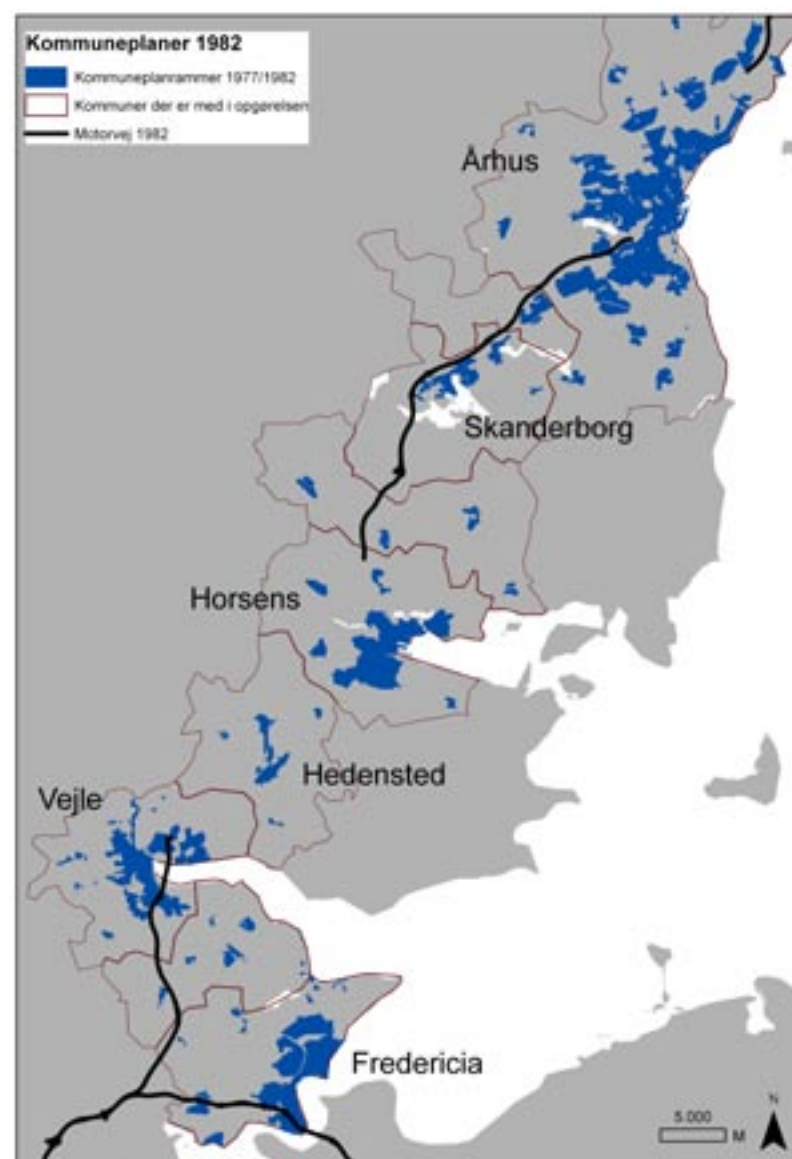 Kommuneplaner 1982
Kommuneplanrammer 1977/1982
Kommuner der er med i opgørelsen
Motorvej 1982
Århus
Skanderborg
Horsens
Hedensted
Vejle
Fredericia
5.000
M
N